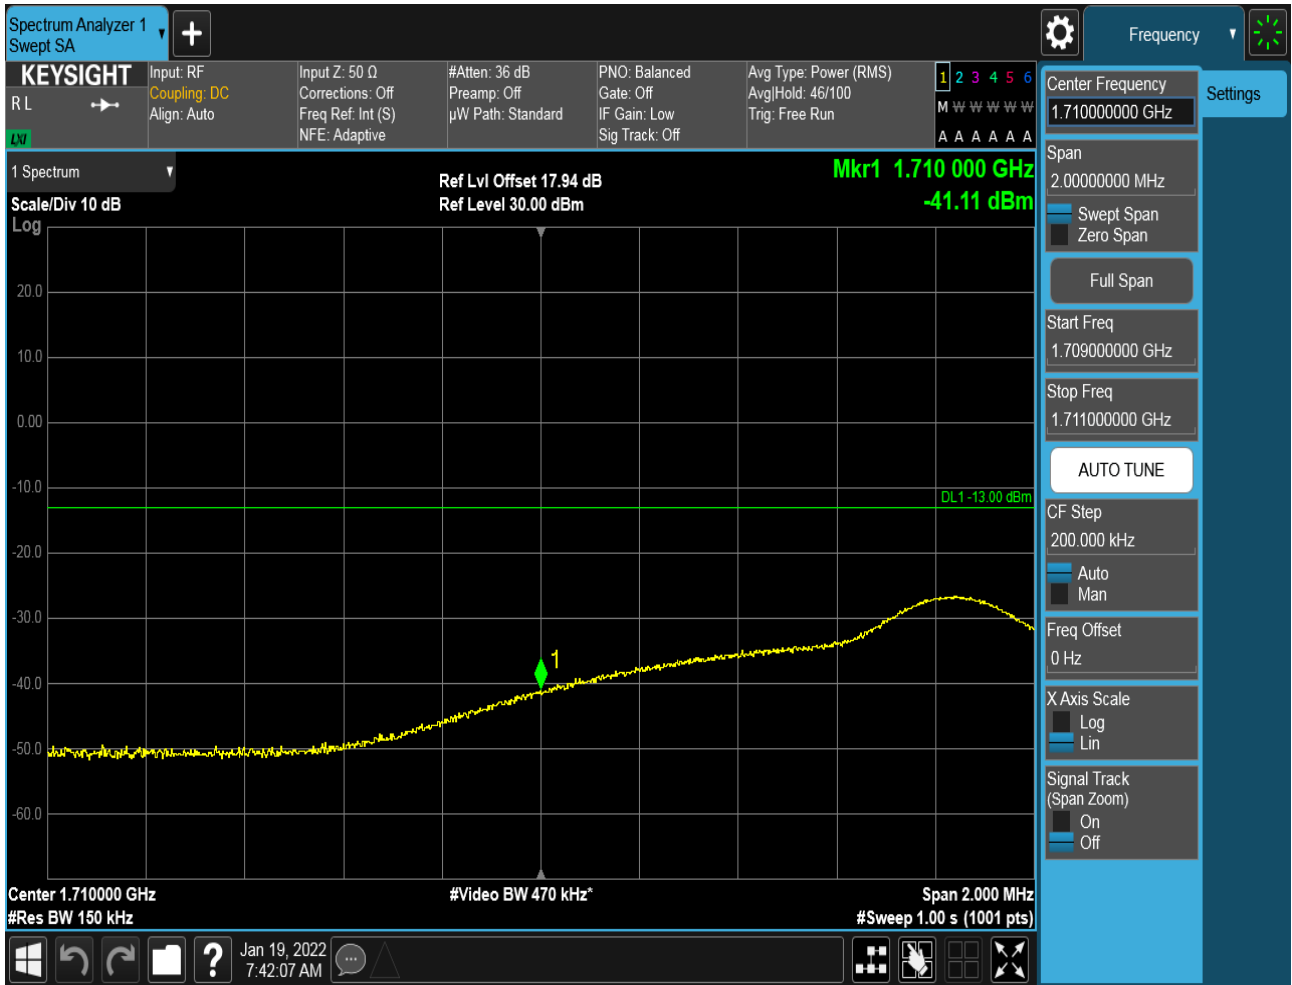 Spectrum Analyzer 1
Swept SA
Frequency
KEYSIGHT
R L
LXI
Input: RF
Coupling: DC
Align: Auto
Input Z: 50 Ω
Corrections: Off
Freq Ref: Int (S)
NFE: Adaptive
#Atten: 36 dB
Preamp: Off
µW Path: Standard
PNO: Balanced
Gate: Off
IF Gain: Low
Sig Track: Off
Avg Type: Power (RMS)
Avg|Hold: 46/100
Trig: Free Run
1 2 3 4 5 6
M W W W W W
A A A A A A
Center Frequency
1.710000000 GHz
Settings
Span
2.00000000 MHz
Swept Span
Zero Span
Full Span
Start Freq
1.709000000 GHz
Stop Freq
1.711000000 GHz
AUTO TUNE
CF Step
200.000 kHz
Auto
Man
Freq Offset
0 Hz
X Axis Scale
Log
Lin
Signal Track
(Span Zoom)
On
Off
1 Spectrum
Scale/Div 10 dB
Log
Ref Lvl Offset 17.94 dB
Ref Level 30.00 dBm
Mkr1 1.710 000 GHz
-41.11 dBm
20.0
10.0
0.00
-10.0
DL1 -13.00 dBm
-20.0
-30.0
1
-40.0
-50.0
-60.0
Center 1.710000 GHz
#Video BW 470 kHz*
Span 2.000 MHz
#Res BW 150 kHz
#Sweep 1.00 s (1001 pts)
?
Jan 19, 2022
7:42:07 AM